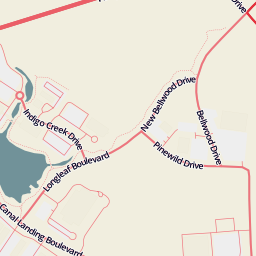 New Bellwood Drive
Indigo Creek Drive
Bellwood Drive
Pinewild Drive
Longleaf Boulevard
Canal Landing Boulevard